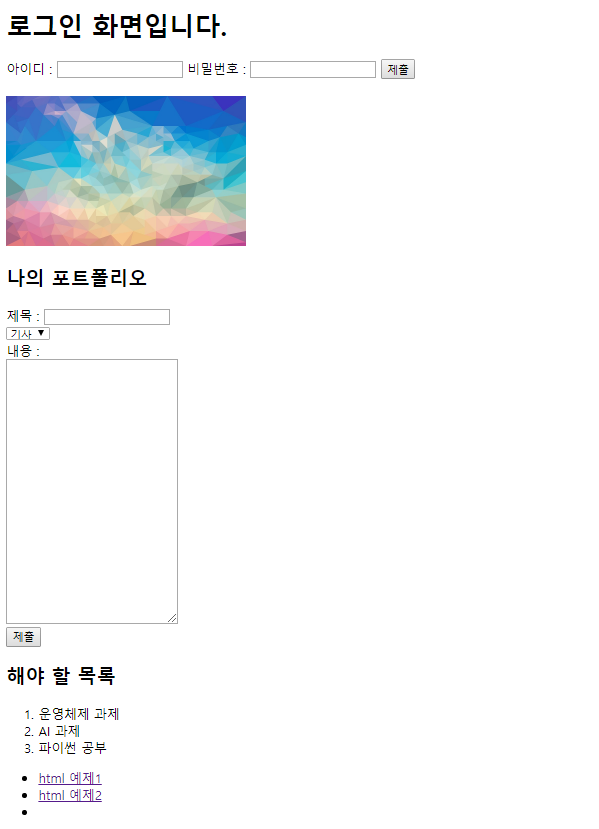 로그인 화면입니다.
아이디 : 비밀번호 : 제출
나의 포트폴리오
제목 :
기사 ▼
내용 :
제출
해야 할 목록
1. 운영체제 과제
2. AI 과제
3. 파이썬 공부
• html 예제1
• html 예제2
•